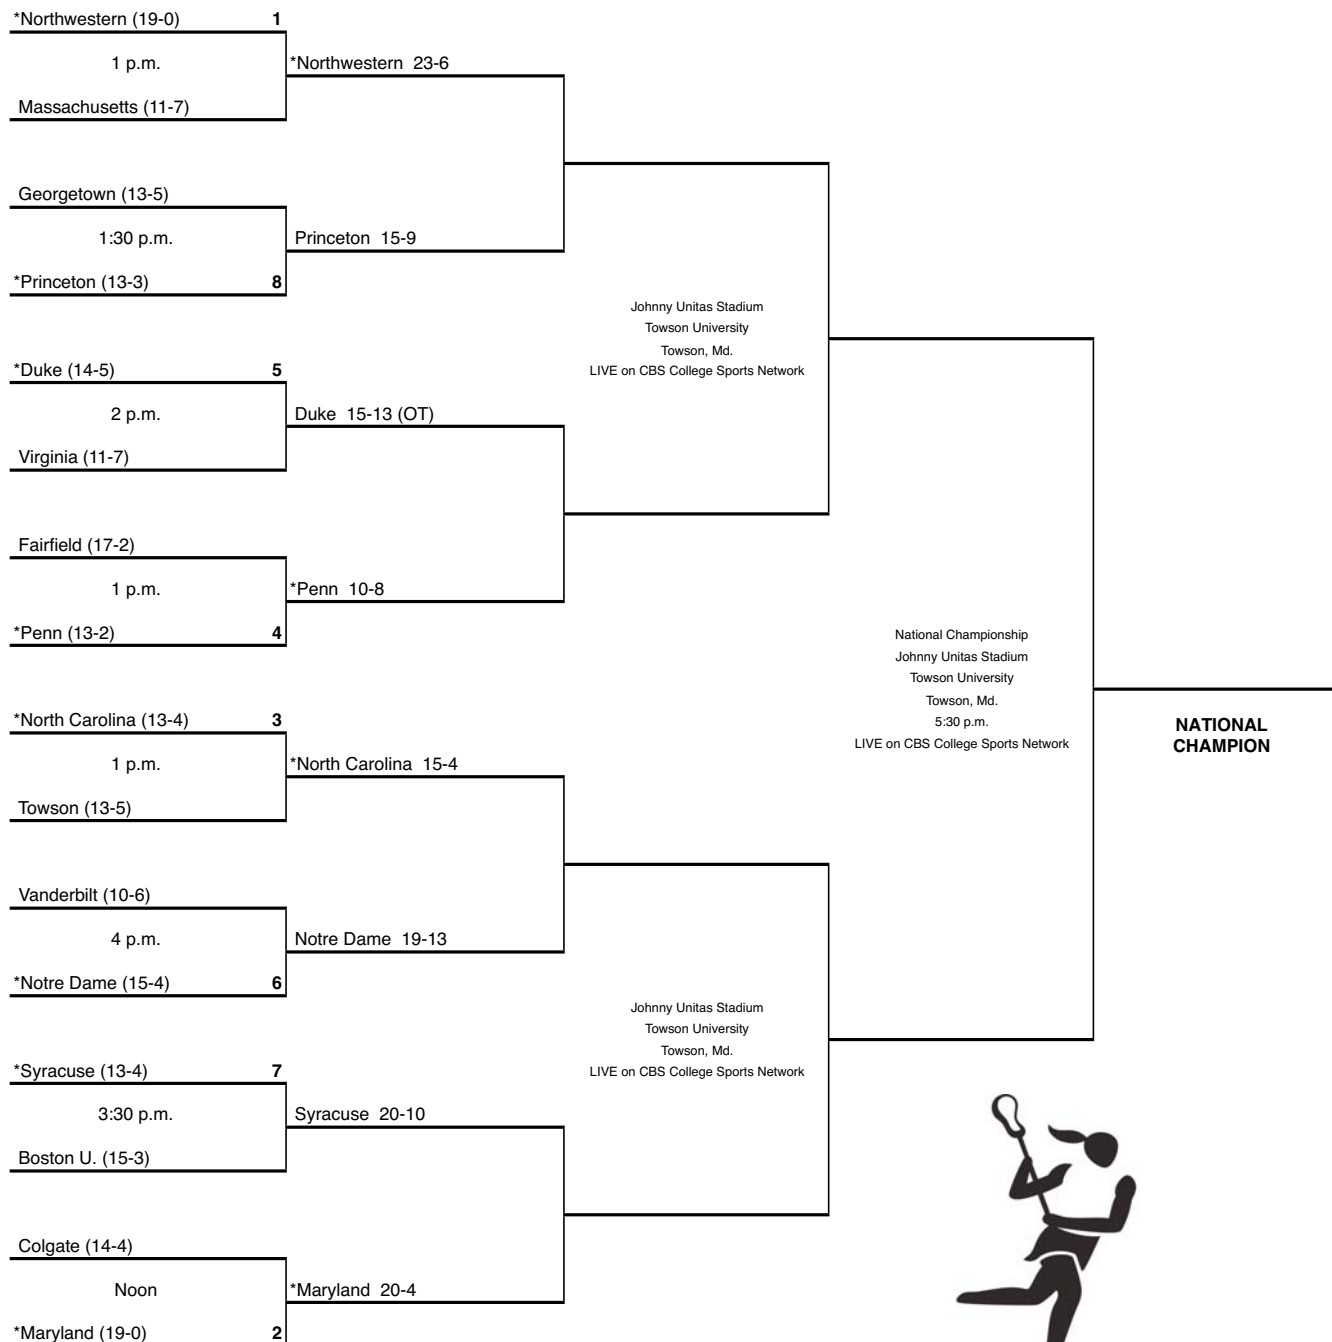 *Northwestern (19-0) 1
1 p.m.
*Northwestern 23-6
Massachusetts (11-7)
Georgetown (13-5)
1:30 p.m.
Princeton 15-9
*Princeton (13-3) 8
Johnny Unitas Stadium
Towson University
Towson, Md.
LIVE on CBS College Sports Network
*Duke (14-5) 5
2 p.m.
Duke 15-13 (OT)
Virginia (11-7)
Fairfield (17-2)
1 p.m.
*Penn 10-8
*Penn (13-2) 4
National Championship
Johnny Unitas Stadium
Towson University
Towson, Md.
5:30 p.m.
LIVE on CBS College Sports Network
NATIONAL
CHAMPION
*North Carolina (13-4) 3
1 p.m.
*North Carolina 15-4
Towson (13-5)
Vanderbilt (10-6)
4 p.m.
Notre Dame 19-13
*Notre Dame (15-4) 6
Johnny Unitas Stadium
Towson University
Towson, Md.
LIVE on CBS College Sports Network
*Syracuse (13-4) 7
3:30 p.m.
Syracuse 20-10
Boston U. (15-3)
Colgate (14-4)
Noon
*Maryland 20-4
*Maryland (19-0) 2